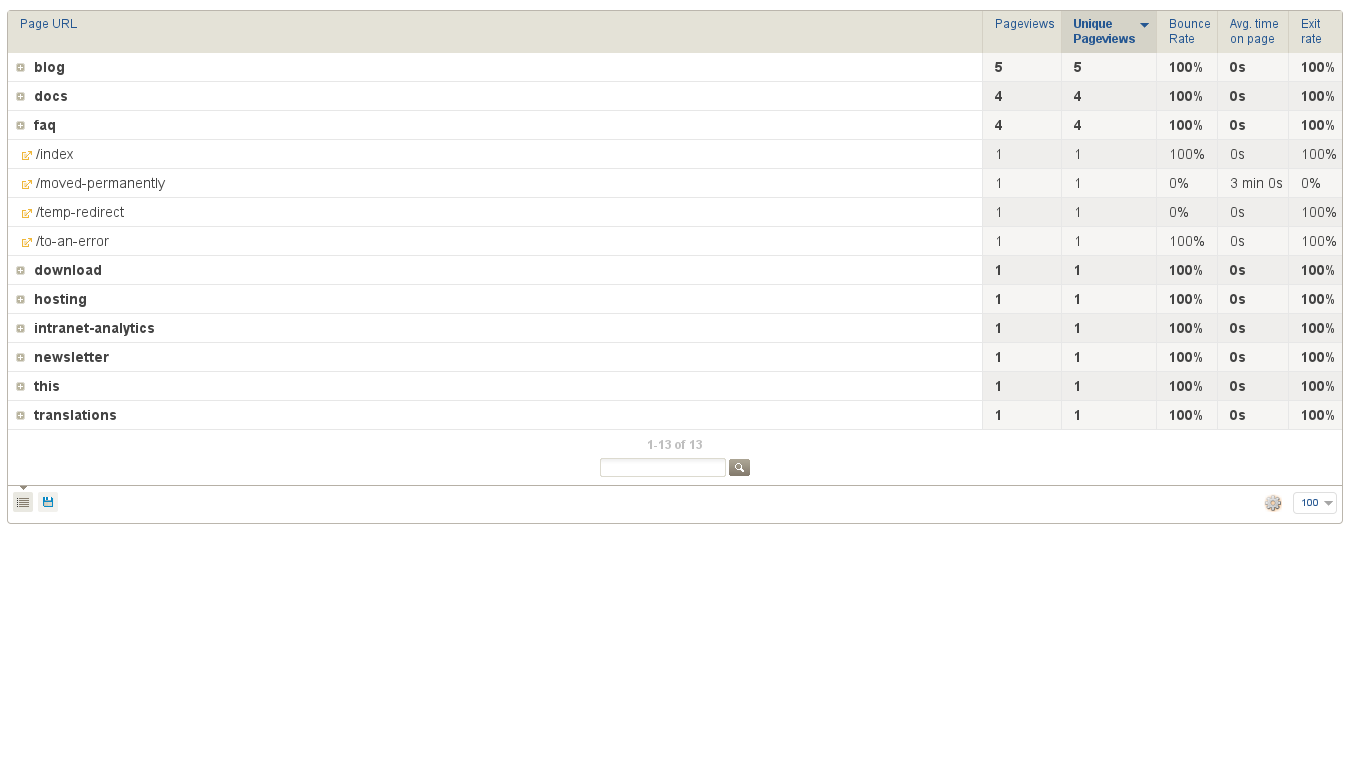 Page URL Pageviews Unique Pageviews Bounce Rate Avg. time on page Exit rate
blog 5 5 100% 0s 100%
docs 4 4 100% 0s 100%
faq 4 4 100% 0s 100%
/index 1 1 100% 0s 100%
/moved-permanently 1 1 0% 3 min 0s 0%
/temp-redirect 1 1 0% 0s 100%
/to-an-error 1 1 100% 0s 100%
download 1 1 100% 0s 100%
hosting 1 1 100% 0s 100%
intranet-analytics 1 1 100% 0s 100%
newsletter 1 1 100% 0s 100%
this 1 1 100% 0s 100%
translations 1 1 100% 0s 100%
1-13 of 13
100